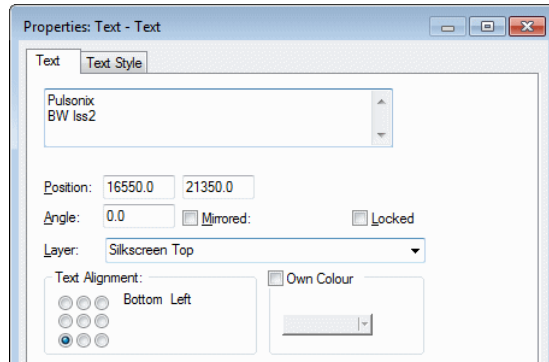 Properties: Text - Text
Text Text Style
Pulsonix
BW Iss2
Position: 16550.0 21350.0
Angle: 0.0 Mirrored: Locked
Layer: Silkscreen Top
Text Alignment: Own Colour
Bottom Left